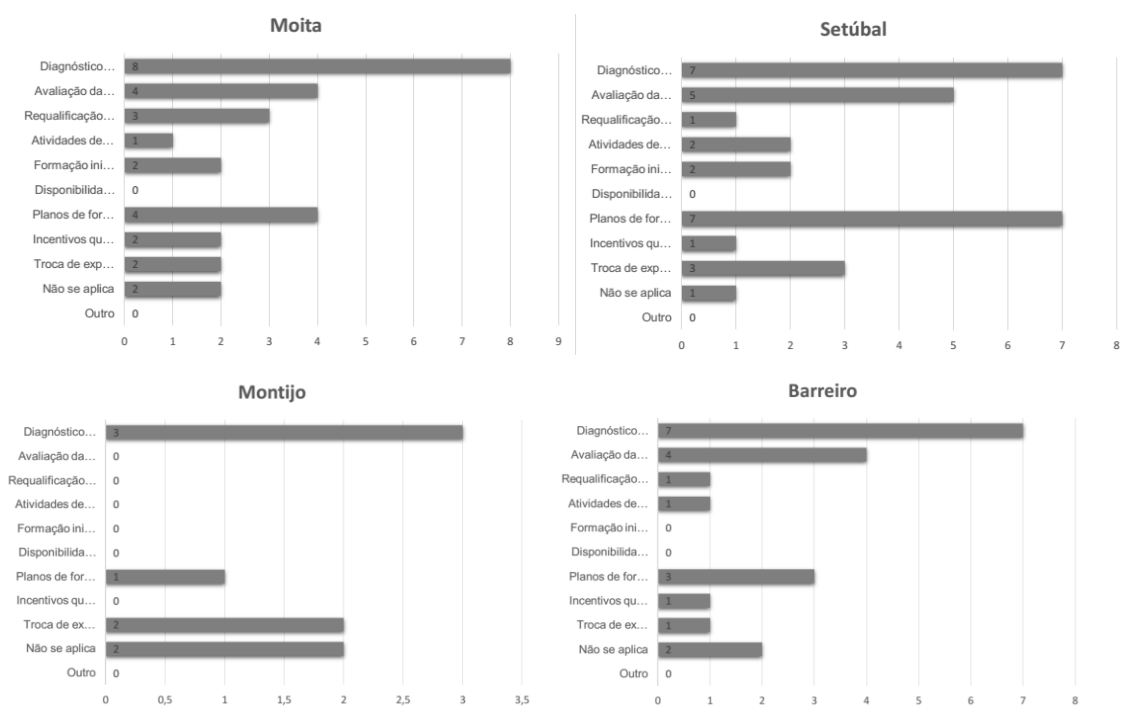 Moita
Diagnóstico... 8
Avaliação da... 4
Requalificação... 3
Atividades de... 1
Formação ini... 2
Disponibilida... 0
Planos de for... 4
Incentivos qu... 2
Troca de exp... 2
Não se aplica 2
Outro 0
0 1 2 3 4 5 6 7 8 9
Setúbal
Diagnóstico... 7
Avaliação da... 5
Requalificação... 1
Atividades de... 2
Formação ini... 2
Disponibilida... 0
Planos de for... 7
Incentivos qu... 1
Troca de exp... 3
Não se aplica 1
Outro 0
0 1 2 3 4 5 6 7 8
Montijo
Diagnóstico... 3
Avaliação da... 0
Requalificação... 0
Atividades de... 0
Formação ini... 0
Disponibilida... 0
Planos de for... 1
Incentivos qu... 0
Troca de ex... 2
Não se aplica 2
Outro 0
0 0,5 1 1,5 2 2,5 3 3,5
Barreiro
Diagnóstico... 7
Avaliação da... 4
Requalificação... 1
Atividades de... 1
Formação ini... 0
Disponibilida... 0
Planos de for... 3
Incentivos qu... 1
Troca de ex... 1
Não se aplica 2
Outro 0
0 1 2 3 4 5 6 7 8